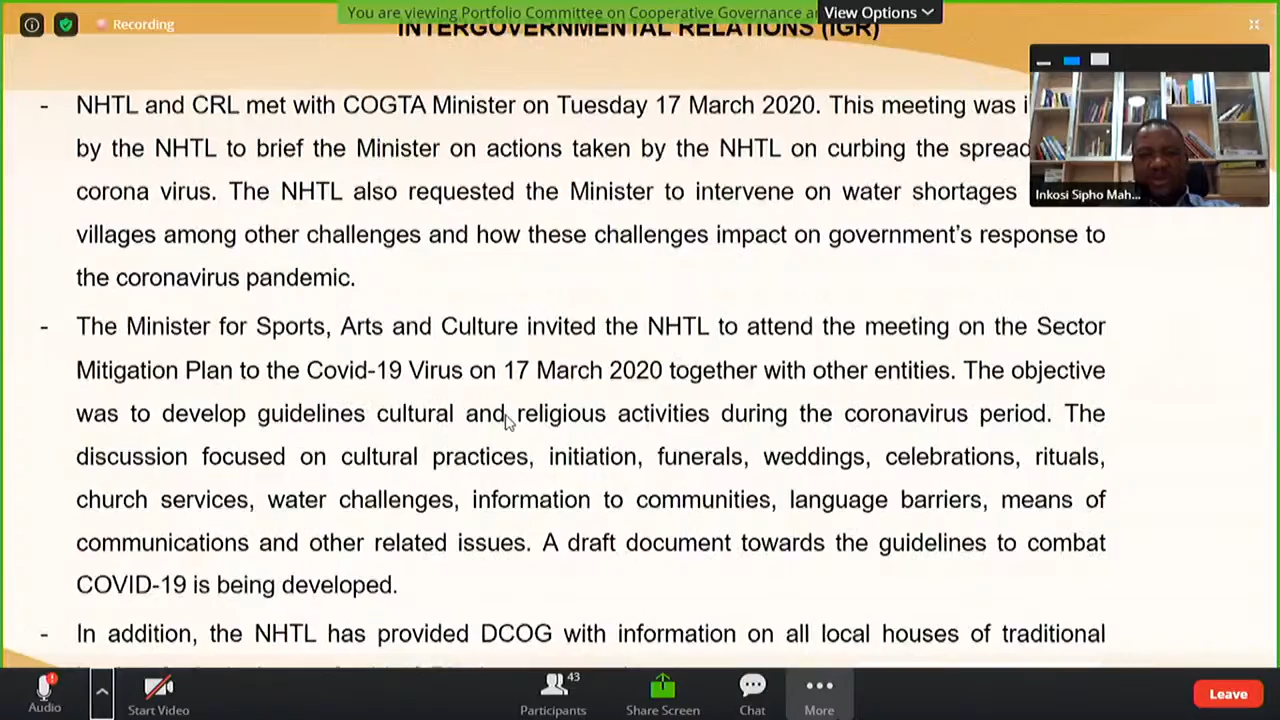 You are viewing Portfolio Committee on Cooperative Governance
View Options
Recording
INTERGOVERNMENTAL RELATIONS (IGR)
- NHTL and CRL met with COGTA Minister on Tuesday 17 March 2020. This meeting was
by the NHTL to brief the Minister on actions taken by the NHTL on curbing the spread
corona virus. The NHTL also requested the Minister to intervene on water shortages
villages among other challenges and how these challenges impact on government's response to
the coronavirus pandemic.
Inkosi Sipho Mah...
- The Minister for Sports, Arts and Culture invited the NHTL to attend the meeting on the Sector
Mitigation Plan to the Covid-19 Virus on 17 March 2020 together with other entities. The objective
was to develop guidelines cultural and religious activities during the coronavirus period. The
discussion focused on cultural practices, initiation, funerals, weddings, celebrations, rituals,
church services, water challenges, information to communities, language barriers, means of
communications and other related issues. A draft document towards the guidelines to combat
COVID-19 is being developed.
- In addition, the NHTL has provided DCOG with information on all local houses of traditional
Audio
Start Video
Participants
43
Share Screen
Chat
More
Leave